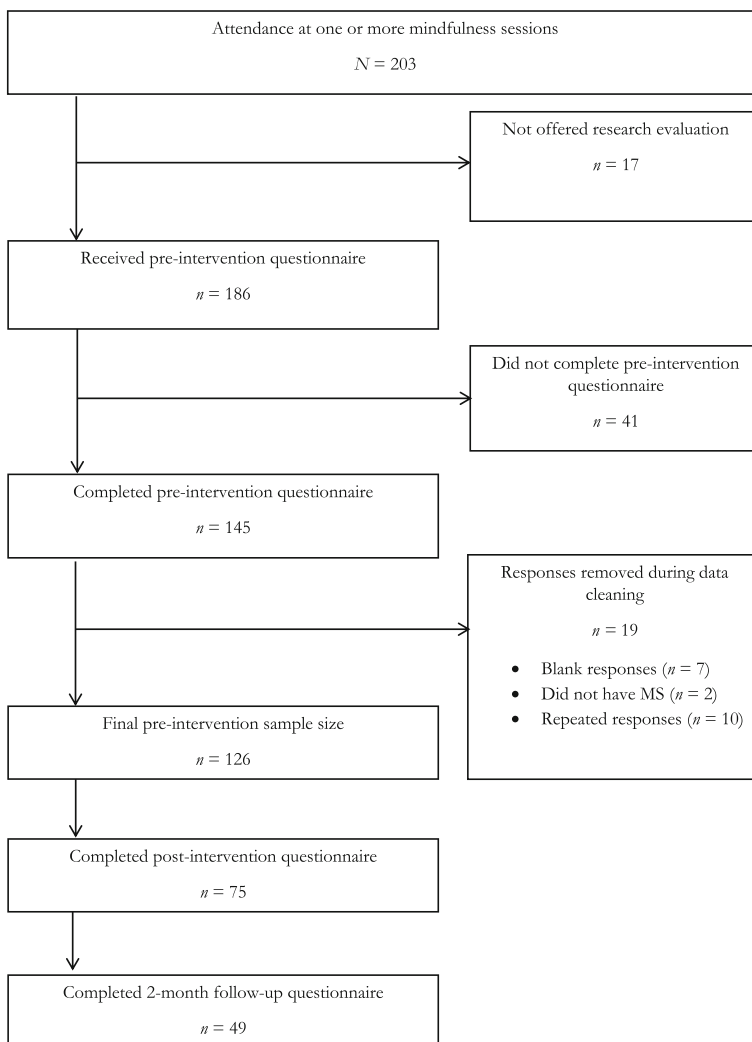 Attendance at one or more mindfulness sessions
N = 203
Not offered research evaluation
n = 17
Received pre-intervention questionnaire
n = 186
Did not complete pre-intervention
questionnaire
n = 41
Completed pre-intervention questionnaire
n = 145
Responses removed during data
cleaning
n = 19
• Blank responses (n = 7)
• Did not have MS (n = 2)
• Repeated responses (n = 10)
Final pre-intervention sample size
n = 126
Completed post-intervention questionnaire
n = 75
Completed 2-month follow-up questionnaire
n = 49